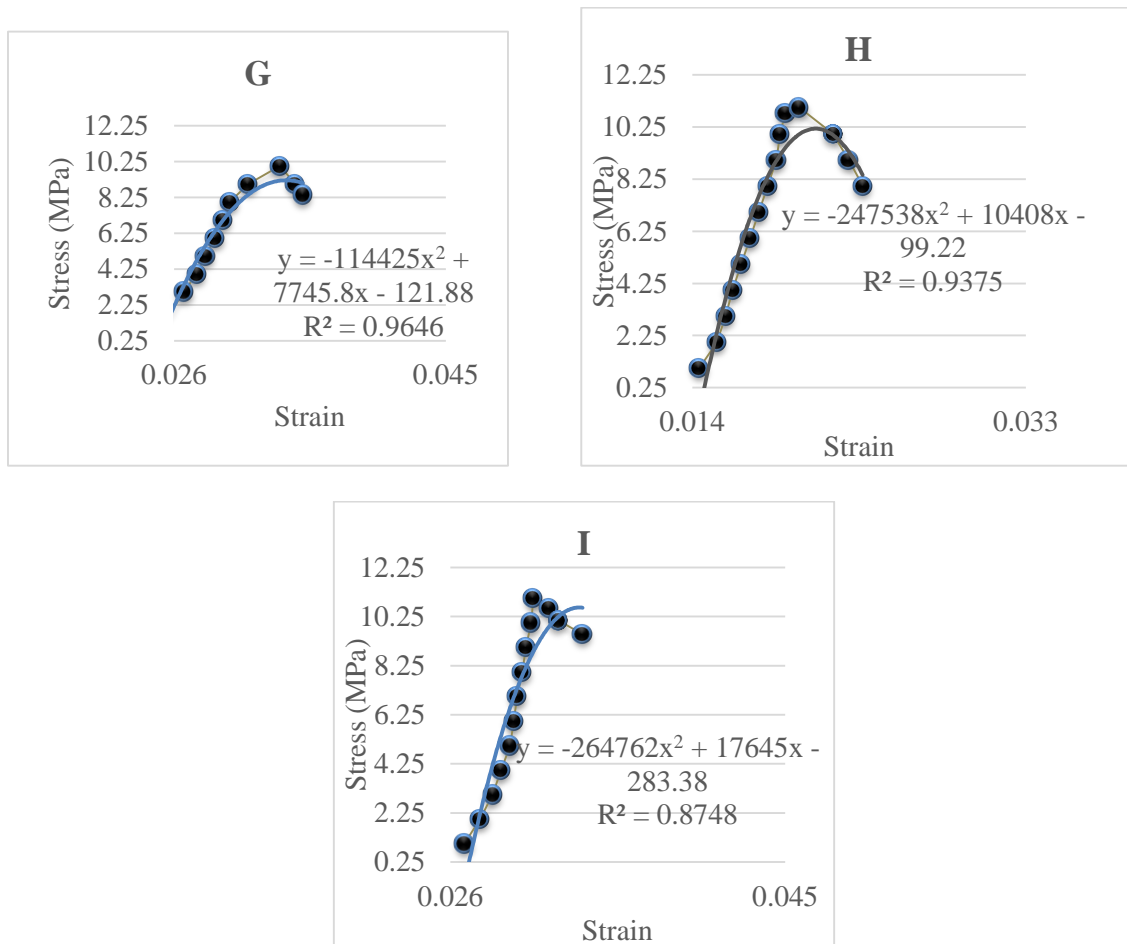 G
12.25
10.25
8.25
6.25
4.25
2.25
0.25
Stress (MPa)
y = -114425x² +
7745.8x - 121.88
R² = 0.9646
0.026
0.045
Strain
H
12.25
10.25
8.25
6.25
4.25
2.25
0.25
Stress (MPa)
y = -247538x² + 10408x -
99.22
R² = 0.9375
0.014
0.033
Strain
I
12.25
10.25
8.25
6.25
4.25
2.25
0.25
Stress (MPa)
y = -264762x² + 17645x -
283.38
R² = 0.8748
0.026
0.045
Strain